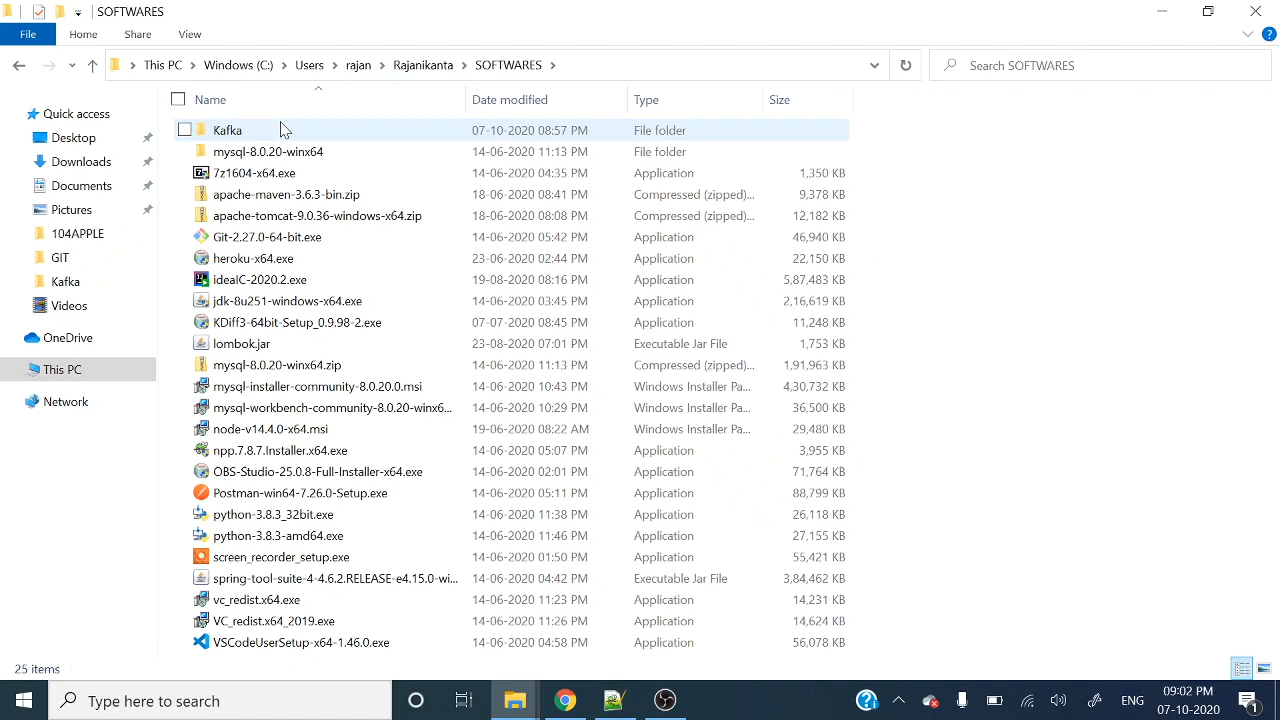 SOFTWARES
File Home Share View
This PC Windows (C:) Users rajan Rajanikanta SOFTWARES
Search SOFTWARES
Name Date modified Type Size
Quick access
Desktop
Downloads
Documents
Pictures
104APPLE
GIT
Kafka
Videos
OneDrive
This PC
Network
Kafka 07-10-2020 08:57 PM File folder
mysql-8.0.20-winx64 14-06-2020 11:13 PM File folder
7z1604-x64.exe 14-06-2020 04:35 PM Application 1,350 KB
apache-maven-3.6.3-bin.zip 18-06-2020 08:41 PM Compressed (zipped)... 9,378 KB
apache-tomcat-9.0.36-windows-x64.zip 18-06-2020 08:08 PM Compressed (zipped)... 12,182 KB
Git-2.27.0-64-bit.exe 14-06-2020 05:42 PM Application 46,940 KB
heroku-x64.exe 23-06-2020 02:44 PM Application 22,150 KB
ideaIC-2020.2.exe 19-08-2020 08:16 PM Application 5,87,483 KB
jdk-8u251-windows-x64.exe 14-06-2020 03:45 PM Application 2,16,619 KB
KDiff3-64bit-Setup_0.9.98-2.exe 07-07-2020 08:45 PM Application 11,248 KB
lombok.jar 23-08-2020 07:01 PM Executable Jar File 1,753 KB
mysql-8.0.20-winx64.zip 14-06-2020 11:13 PM Compressed (zipped)... 1,91,963 KB
mysql-installer-community-8.0.20.0.msi 14-06-2020 10:43 PM Windows Installer Pa... 4,30,732 KB
mysql-workbench-community-8.0.20-winx6... 14-06-2020 10:29 PM Windows Installer Pa... 36,500 KB
node-v14.4.0-x64.msi 19-06-2020 08:22 AM Windows Installer Pa... 29,480 KB
npp.7.8.7.Installer.x64.exe 14-06-2020 05:07 PM Application 3,955 KB
OBS-Studio-25.0.8-Full-Installer-x64.exe 14-06-2020 02:01 PM Application 71,764 KB
Postman-win64-7.26.0-Setup.exe 14-06-2020 05:11 PM Application 88,799 KB
python-3.8.3_32bit.exe 14-06-2020 11:38 PM Application 26,118 KB
python-3.8.3-amd64.exe 14-06-2020 11:46 PM Application 27,155 KB
screen_recorder_setup.exe 14-06-2020 01:50 PM Application 55,421 KB
spring-tool-suite-4-4.6.2.RELEASE-e4.15.0-wi... 14-06-2020 04:42 PM Executable Jar File 3,84,462 KB
vc_redist.x64.exe 14-06-2020 11:23 PM Application 14,231 KB
VC_redist.x64_2019.exe 14-06-2020 11:26 PM Application 14,624 KB
VSCodeUserSetup-x64-1.46.0.exe 14-06-2020 04:58 PM Application 56,078 KB
25 items
Type here to search
ENG
09:02 PM
07-10-2020
1